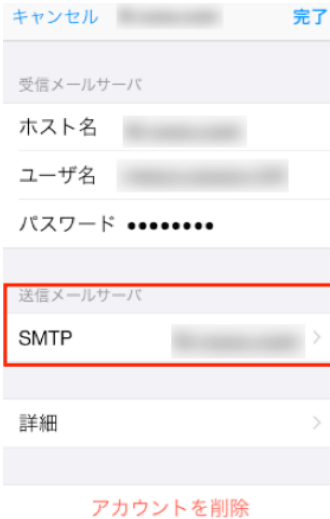 キャンセル 完了
受信メールサーバ
ホスト名
ユーザ名
パスワード ●●●●●●●●
送信メールサーバ
SMTP
詳細
アカウントを削除